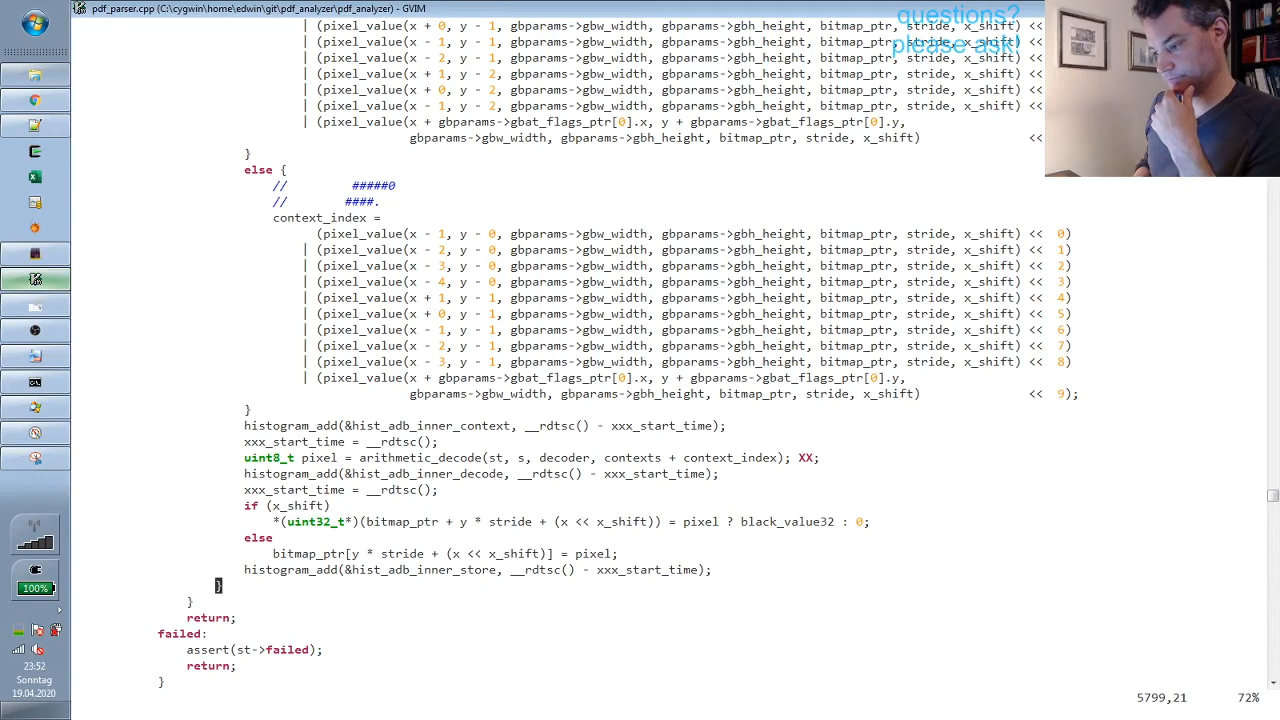 pdf_parser.cpp (C:\cygwin\home\edwin\git\pdf_analyzer\pdf_analyzer) - GVIM
questions?
please ask!
| (pixel_value(x + 0, y - 1, gbparams->gbw_width, gbparams->gbh_height, bitmap_ptr, stride, x_shift) <<
| (pixel_value(x - 1, y - 1, gbparams->gbw_width, gbparams->gbh_height, bitmap_ptr, stride, x_shift) <<
| (pixel_value(x - 2, y - 1, gbparams->gbw_width, gbparams->gbh_height, bitmap_ptr, stride, x_shift) <<
| (pixel_value(x + 1, y - 2, gbparams->gbw_width, gbparams->gbh_height, bitmap_ptr, stride, x_shift) <<
| (pixel_value(x + 0, y - 2, gbparams->gbw_width, gbparams->gbh_height, bitmap_ptr, stride, x_shift) <<
| (pixel_value(x - 1, y - 2, gbparams->gbw_width, gbparams->gbh_height, bitmap_ptr, stride, x_shift) <<
| (pixel_value(x + gbparams->gbat_flags_ptr[0].x, y + gbparams->gbat_flags_ptr[0].y,
gbparams->gbw_width, gbparams->gbh_height, bitmap_ptr, stride, x_shift) <<
}
else {
// #####0
// ####.
context_index =
(pixel_value(x - 1, y - 0, gbparams->gbw_width, gbparams->gbh_height, bitmap_ptr, stride, x_shift) << 0)
| (pixel_value(x - 2, y - 0, gbparams->gbw_width, gbparams->gbh_height, bitmap_ptr, stride, x_shift) << 1)
| (pixel_value(x - 3, y - 0, gbparams->gbw_width, gbparams->gbh_height, bitmap_ptr, stride, x_shift) << 2)
| (pixel_value(x - 4, y - 0, gbparams->gbw_width, gbparams->gbh_height, bitmap_ptr, stride, x_shift) << 3)
| (pixel_value(x + 1, y - 1, gbparams->gbw_width, gbparams->gbh_height, bitmap_ptr, stride, x_shift) << 4)
| (pixel_value(x + 0, y - 1, gbparams->gbw_width, gbparams->gbh_height, bitmap_ptr, stride, x_shift) << 5)
| (pixel_value(x - 1, y - 1, gbparams->gbw_width, gbparams->gbh_height, bitmap_ptr, stride, x_shift) << 6)
| (pixel_value(x - 2, y - 1, gbparams->gbw_width, gbparams->gbh_height, bitmap_ptr, stride, x_shift) << 7)
| (pixel_value(x - 3, y - 1, gbparams->gbw_width, gbparams->gbh_height, bitmap_ptr, stride, x_shift) << 8)
| (pixel_value(x + gbparams->gbat_flags_ptr[0].x, y + gbparams->gbat_flags_ptr[0].y,
gbparams->gbw_width, gbparams->gbh_height, bitmap_ptr, stride, x_shift) << 9);
}
histogram_add(&hist_adb_inner_context, __rdtsc() - xxx_start_time);
xxx_start_time = __rdtsc();
uint8_t pixel = arithmetic_decode(st, s, decoder, contexts + context_index); XX;
histogram_add(&hist_adb_inner_decode, __rdtsc() - xxx_start_time);
xxx_start_time = __rdtsc();
if (x_shift)
*(uint32_t*)(bitmap_ptr + y * stride + (x << x_shift)) = pixel ? black_value32 : 0;
else
bitmap_ptr[y * stride + (x << x_shift)] = pixel;
histogram_add(&hist_adb_inner_store, __rdtsc() - xxx_start_time);
}
}
return;
failed:
assert(st->failed);
return;
}
5799,21 72%
100%
23:52
Sonntag
19.04.2020